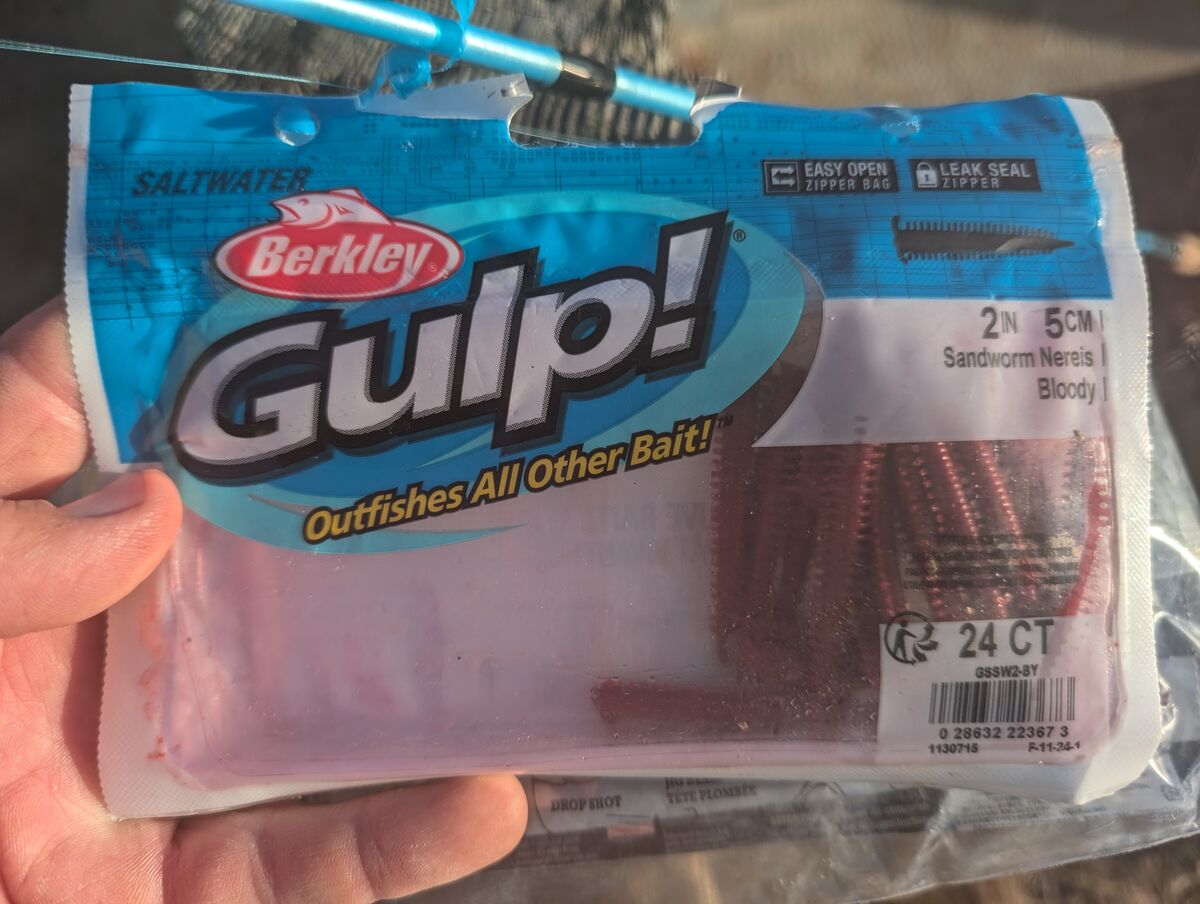 SALTWATER
EASY OPEN
ZIPPER BAG
LEAK SEAL
ZIPPER
Berkley®
Gulp!®
Outfishes All Other Bait!™
2IN 5CM
Sandworm Nereis
Bloody
24 CT
GSSW2-BY
0 28632 22367 3
1130715 F-11-24-1
DROP SHOT
TÊTE PLOMBÉE